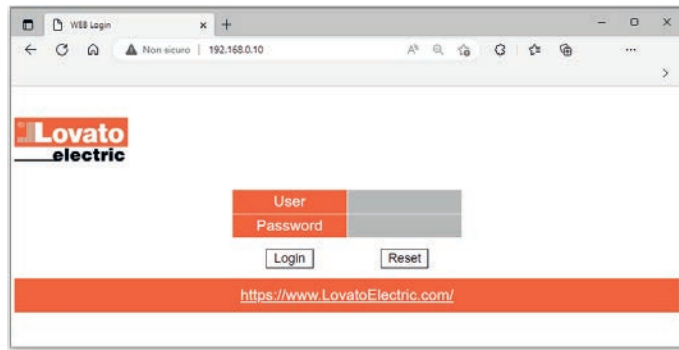 WEB Login
Non sicuro | 192.168.0.10
Lovato
electric
User
Password
Login Reset
https://www.LovatoElectric.com/